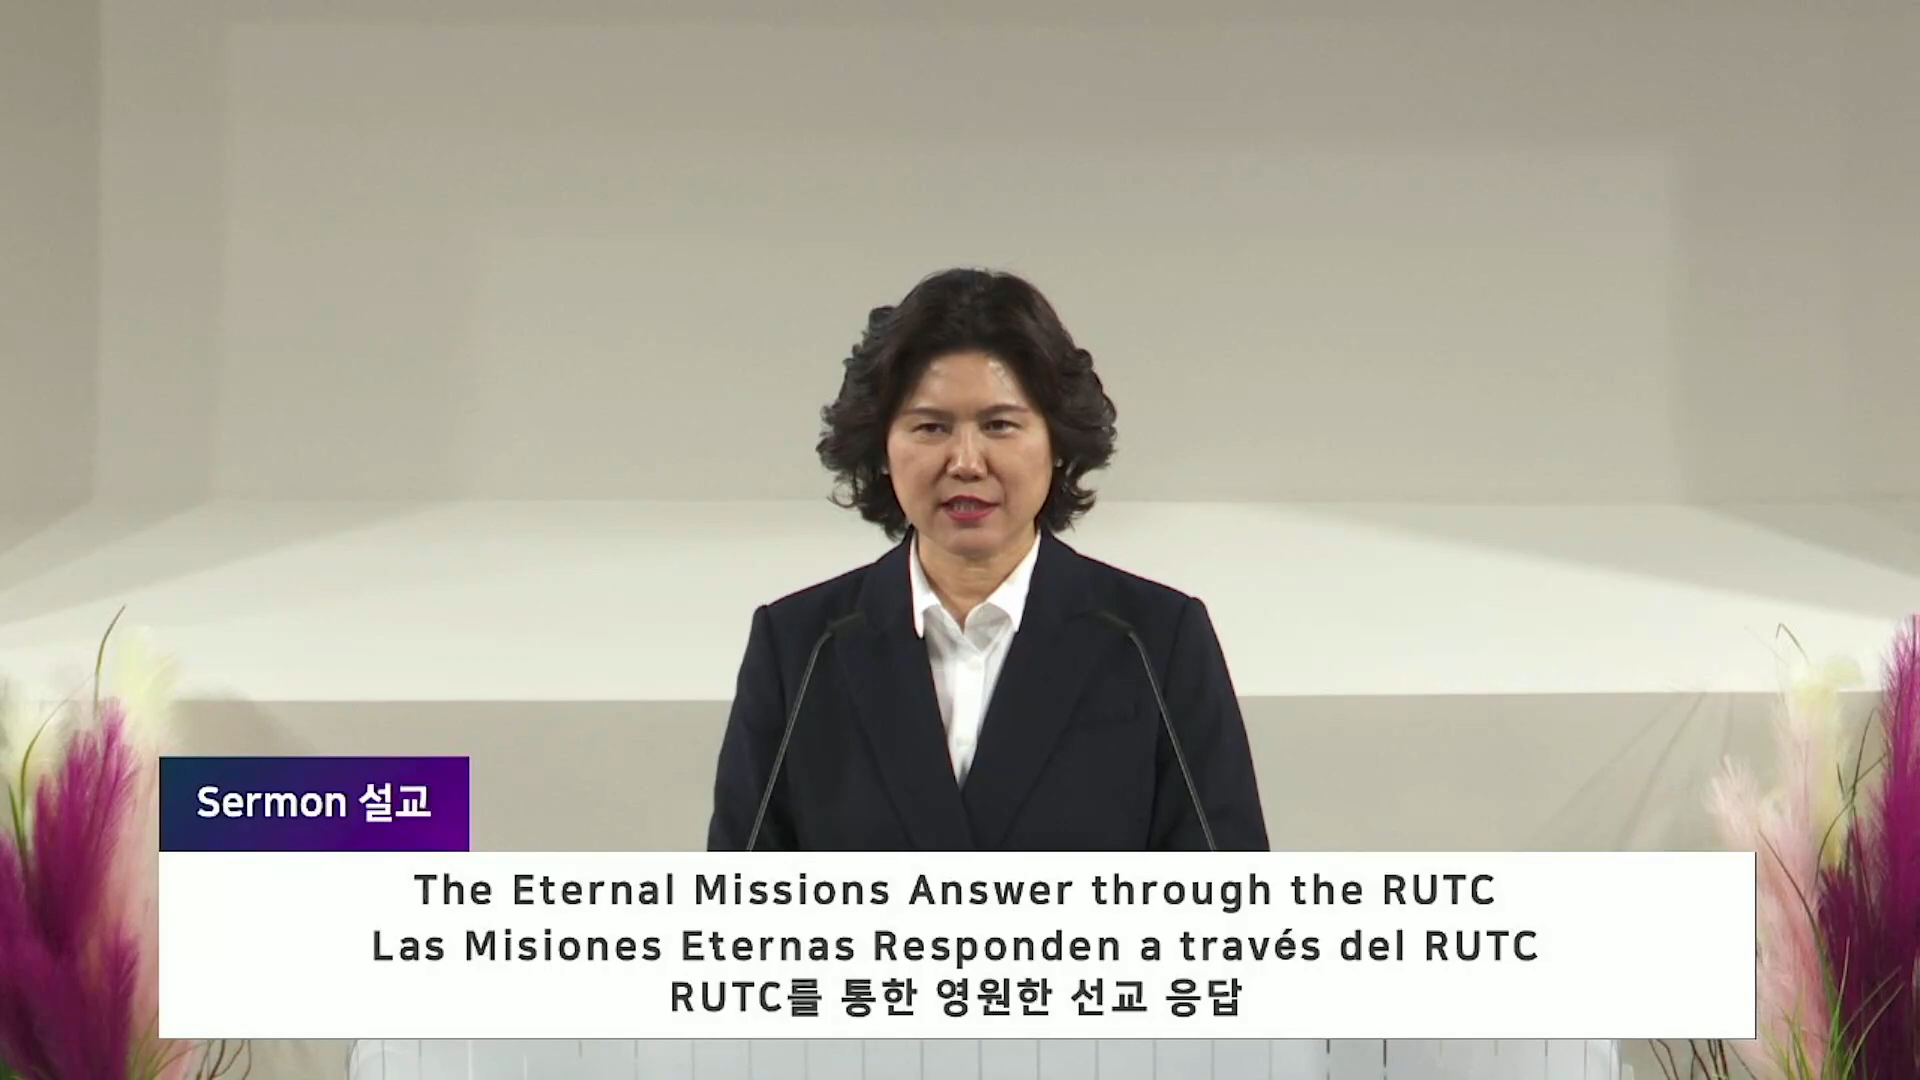 Sermon 설교
The Eternal Missions Answer through the RUTC
Las Misiones Eternas Responden a través del RUTC
RUTC를 통한 영원한 선교 응답